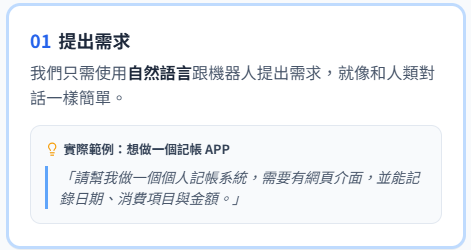 01 提出需求
我們只需使用自然語言跟機器人提出需求，就像和人類對
話一樣簡單。
實際範例：想做一個記帳 APP
「請幫我做一個個人記帳系統，需要有網頁介面，並能記
錄日期、消費項目與金額。」